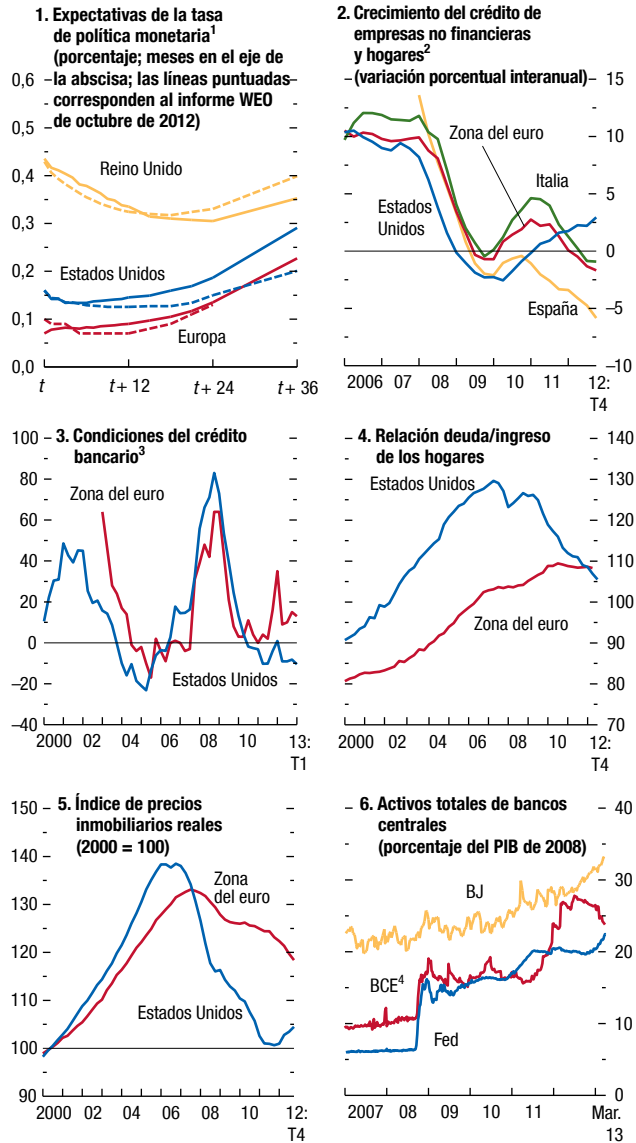 1. Expectativas de la tasa
de política monetaria1
(porcentaje; meses en el eje de
la abscisa; las líneas puntuadas
corresponden al informe WEO
de octubre de 2012)
0,6
0,5
0,4
0,3
0,2
0,1
0,0
Reino Unido
Estados Unidos
Europa
t
t + 12
t + 24
t + 36
2. Crecimiento del crédito de
empresas no financieras
y hogares2
(variación porcentual interanual)
15
10
5
0
–5
–10
Zona del euro
Italia
Estados
Unidos
España
2006 07 08 09 10 11 12:
T4
3. Condiciones del crédito
bancario3
100
80
60
40
20
0
–20
–40
Zona del euro
Estados Unidos
2000 02 04 06 08 10 13:
T1
4. Relación deuda/ingreso
de los hogares
140
130
120
110
100
90
80
70
Estados Unidos
Zona del euro
2000 02 04 06 08 10 12:
T4
5. Índice de precios
inmobiliarios reales
(2000 = 100)
150
140
130
120
110
100
90
Zona
del euro
Estados Unidos
2000 02 04 06 08 10 12:
T4
6. Activos totales de bancos
centrales
(porcentaje del PIB de 2008)
40
30
20
10
0
BJ
BCE4
Fed
2007 08 09 10 11 Mar.
13